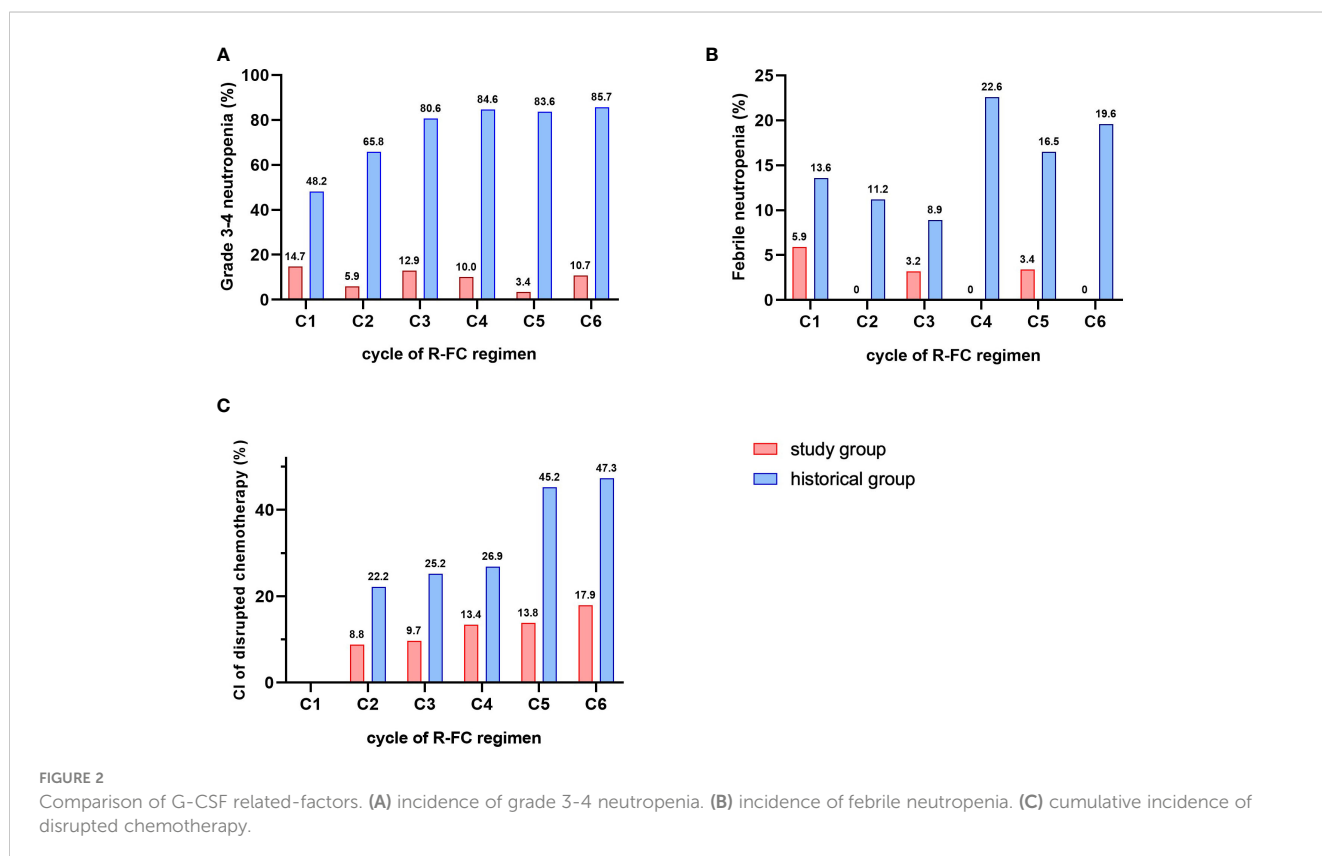 A
Grade 3-4 neutropenia (%)
100
80
60
40
20
0
14.7
48.2
5.9
65.8
12.9
80.6
10.0
84.6
3.4
83.6
10.7
85.7
C1 C2 C3 C4 C5 C6
cycle of R-FC regimen
B
Febrile neutropenia (%)
25
20
15
10
5
0
5.9
13.6
0
11.2
3.2
8.9
0
22.6
3.4
16.5
0
19.6
C1 C2 C3 C4 C5 C6
cycle of R-FC regimen
C
CI of disrupted chemotherapy (%)
40
20
0
8.8
22.2
9.7
25.2
13.4
26.9
13.8
45.2
17.9
47.3
C1 C2 C3 C4 C5 C6
cycle of R-FC regimen
study group
historical group
FIGURE 2
Comparison of G-CSF related-factors. (A) incidence of grade 3-4 neutropenia. (B) incidence of febrile neutropenia. (C) cumulative incidence of
disrupted chemotherapy.